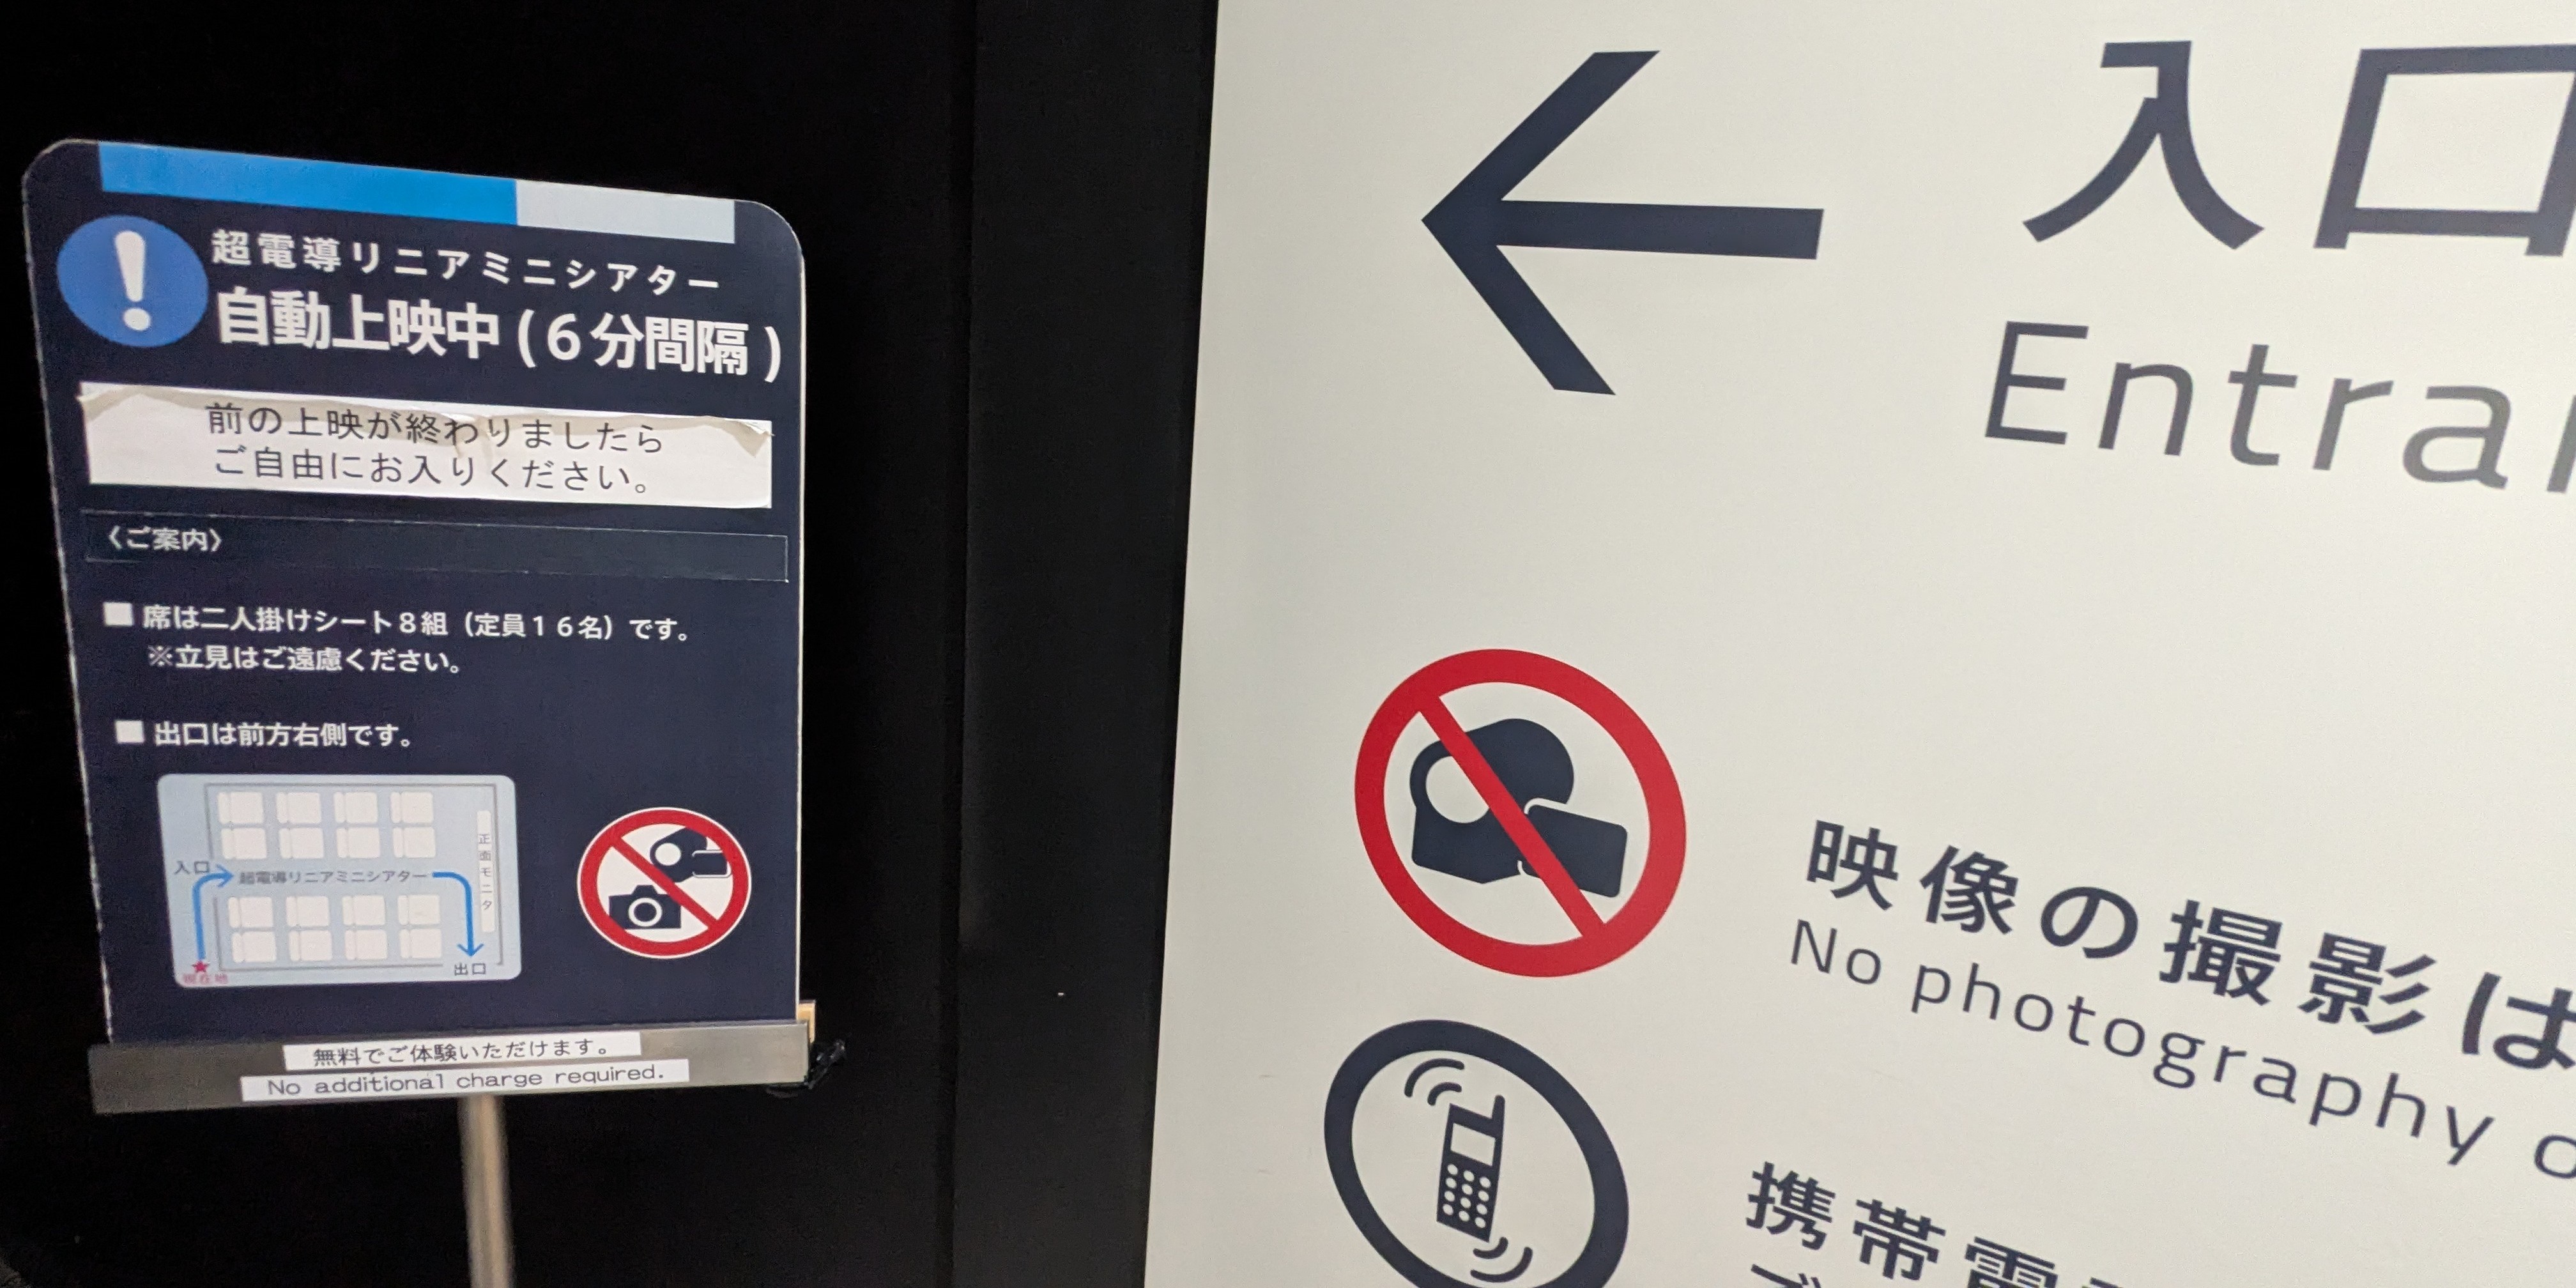 超電導リニアミニシアター
自動上映中(6分間隔)
前の上映が終わりましたら
ご自由にお入りください。
〈ご案内〉
■ 席は二人掛けシート8組（定員16名）です。
※立見はご遠慮ください。
■ 出口は前方右側です。
正面モニタ
入口
超電導リニアミニシアター
出口
現在地
無料でご体験いただけます。
No additional charge required.
入口
Entra
映像の撮影は
No photography
携帯電